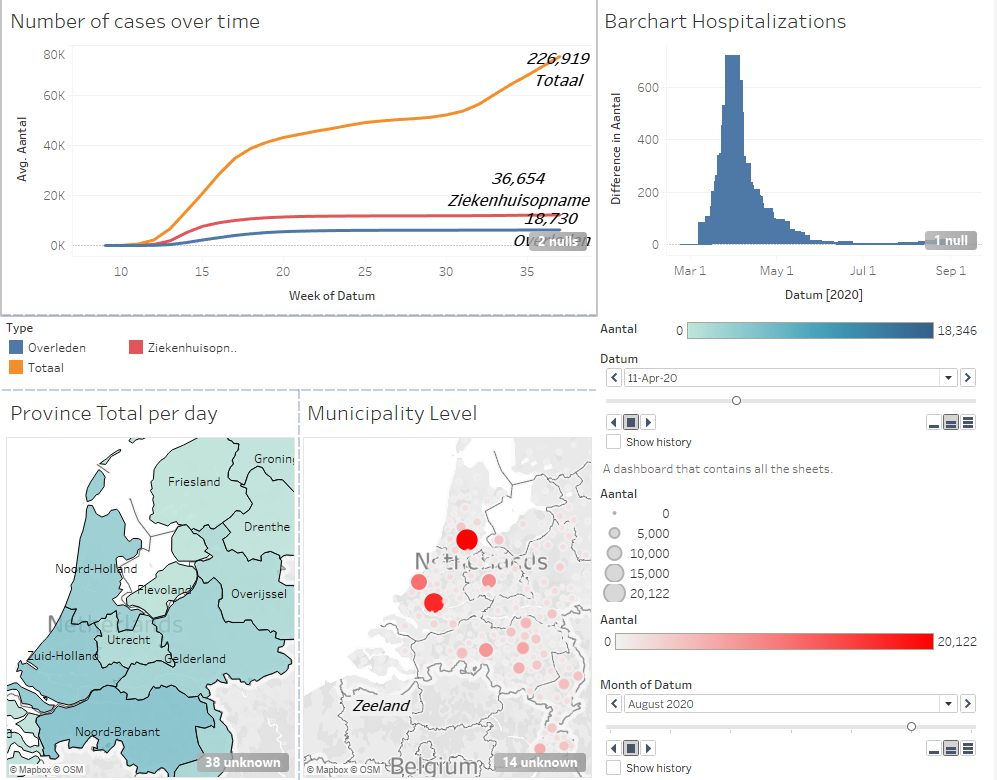 Number of cases over time
80K
60K
40K
20K
0K
Avg. Aantal
226,919
Totaal
36,654
Ziekenhuisopname
18,730
2 nulls
10
15
20
25
30
35
Week of Datum
Barchart Hospitalizations
600
400
200
0
Difference in Aantal
1 null
Mar 1
May 1
Jul 1
Sep 1
Datum [2020]
Type
Overleden
Ziekenhuisopn..
Totaal
Aantal
0
18,346
Datum
11-Apr-20
Show history
A dashboard that contains all the sheets.
Aantal
0
5,000
10,000
15,000
20,122
Aantal
0
20,122
Month of Datum
August 2020
Show history
Province Total per day
Groning
Friesland
Drenthe
Noord-Holland
Flevoland
Overijssel
Netherlands
Utrecht
Zuid-Holland
Gelderland
Noord-Brabant
38 unknown
© Mapbox © OSM
Municipality Level
Netherlands
Zeeland
Belgium
14 unknown
© Mapbox © OSM